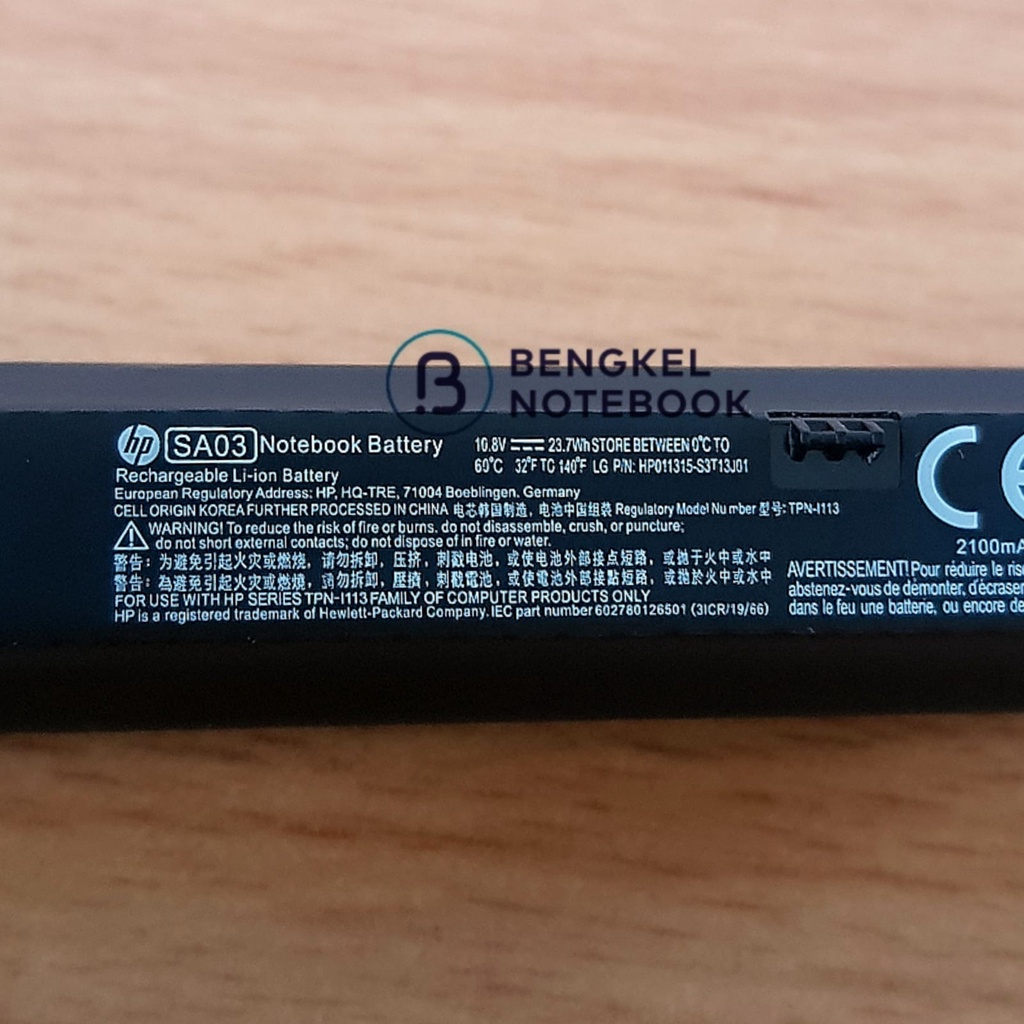 BENGKEL
NOTEBOOK
hp SA03 Notebook Battery
Rechargeable Li-ion Battery
10.8V 23.7Wh STORE BETWEEN 0°C TO
60°C 32°F TO 140°F LG P/N: HP011315-S3T13J01
European Regulatory Address: HP, HQ-TRE, 71004 Boeblingen, Germany
CELL ORIGIN KOREA FURTHER PROCESSED IN CHINA 电芯韩国制造，电池中国组装 Regulatory Model Number 型号: TPN-I113
WARNING! To reduce the risk of fire or burns, do not disassemble, crush, or puncture;
do not short external contacts; do not dispose of in fire or water.
警告：为避免引起火灾或燃烧，请勿拆卸，压挤，刺戳电池，或使电池外部接点短路，或抛于火中或水中
警告：為避免引起火灾或燃燒，請勿拆卸，壓擠，刺戳電池，或使電池外部接點短路，或拋於火中或水中
FOR USE WITH HP SERIES TPN-I113 FAMILY OF COMPUTER PRODUCTS ONLY
HP is a registered trademark of Hewlett-Packard Company. IEC part number 602780126501 (3ICR/19/66)
CE
2100mA
AVERTISSEMENT! Pour réduire le ris
abstenez-vous de démonter, d'écraser
dans le feu une batterie, ou encore de